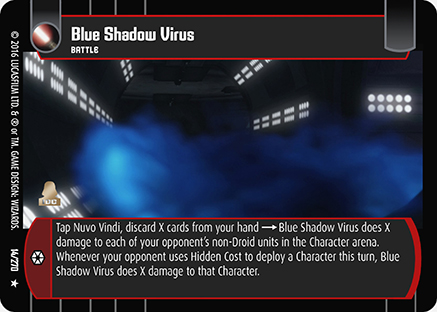 Blue Shadow Virus
BATTLE
Tap Nuvo Vindi, discard X cards from your hand → Blue Shadow Virus does X
damage to each of your opponent's non-Droid units in the Character arena.
Whenever your opponent uses Hidden Cost to deploy a Character this turn, Blue
Shadow Virus does X damage to that Character.
© 2016 LUCASFILM LTD. & ® or TM. GAME DESIGN: WIZARDS.
14/270 ★